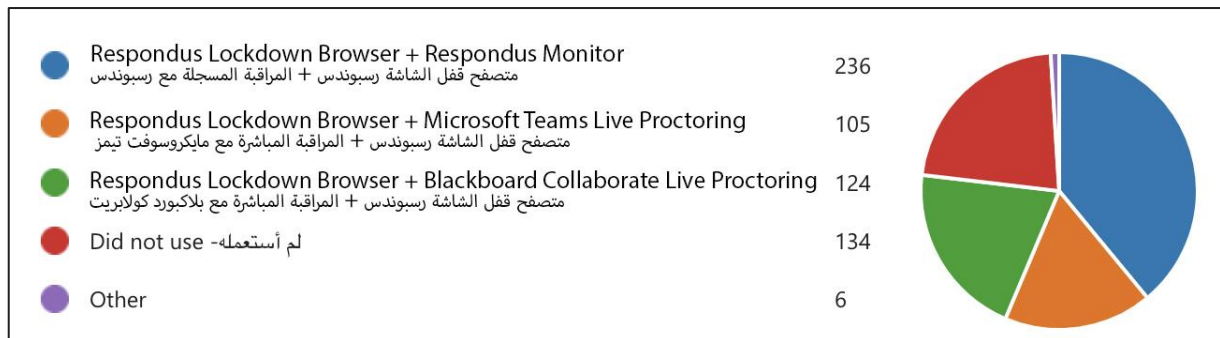 Respondus Lockdown Browser + Respondus Monitor 236
متصفح قفل الشاشة رسبوندس + المراقبة المسجلة مع رسبوندس
Respondus Lockdown Browser + Microsoft Teams Live Proctoring 105
متصفح قفل الشاشة رسبوندس + المراقبة المباشرة مع مايكروسوفت تيمز
Respondus Lockdown Browser + Blackboard Collaborate Live Proctoring 124
متصفح قفل الشاشة رسبوندس + المراقبة المباشرة مع بلاكبورد كولابريت
Did not use -لم أستعمله 134
Other 6